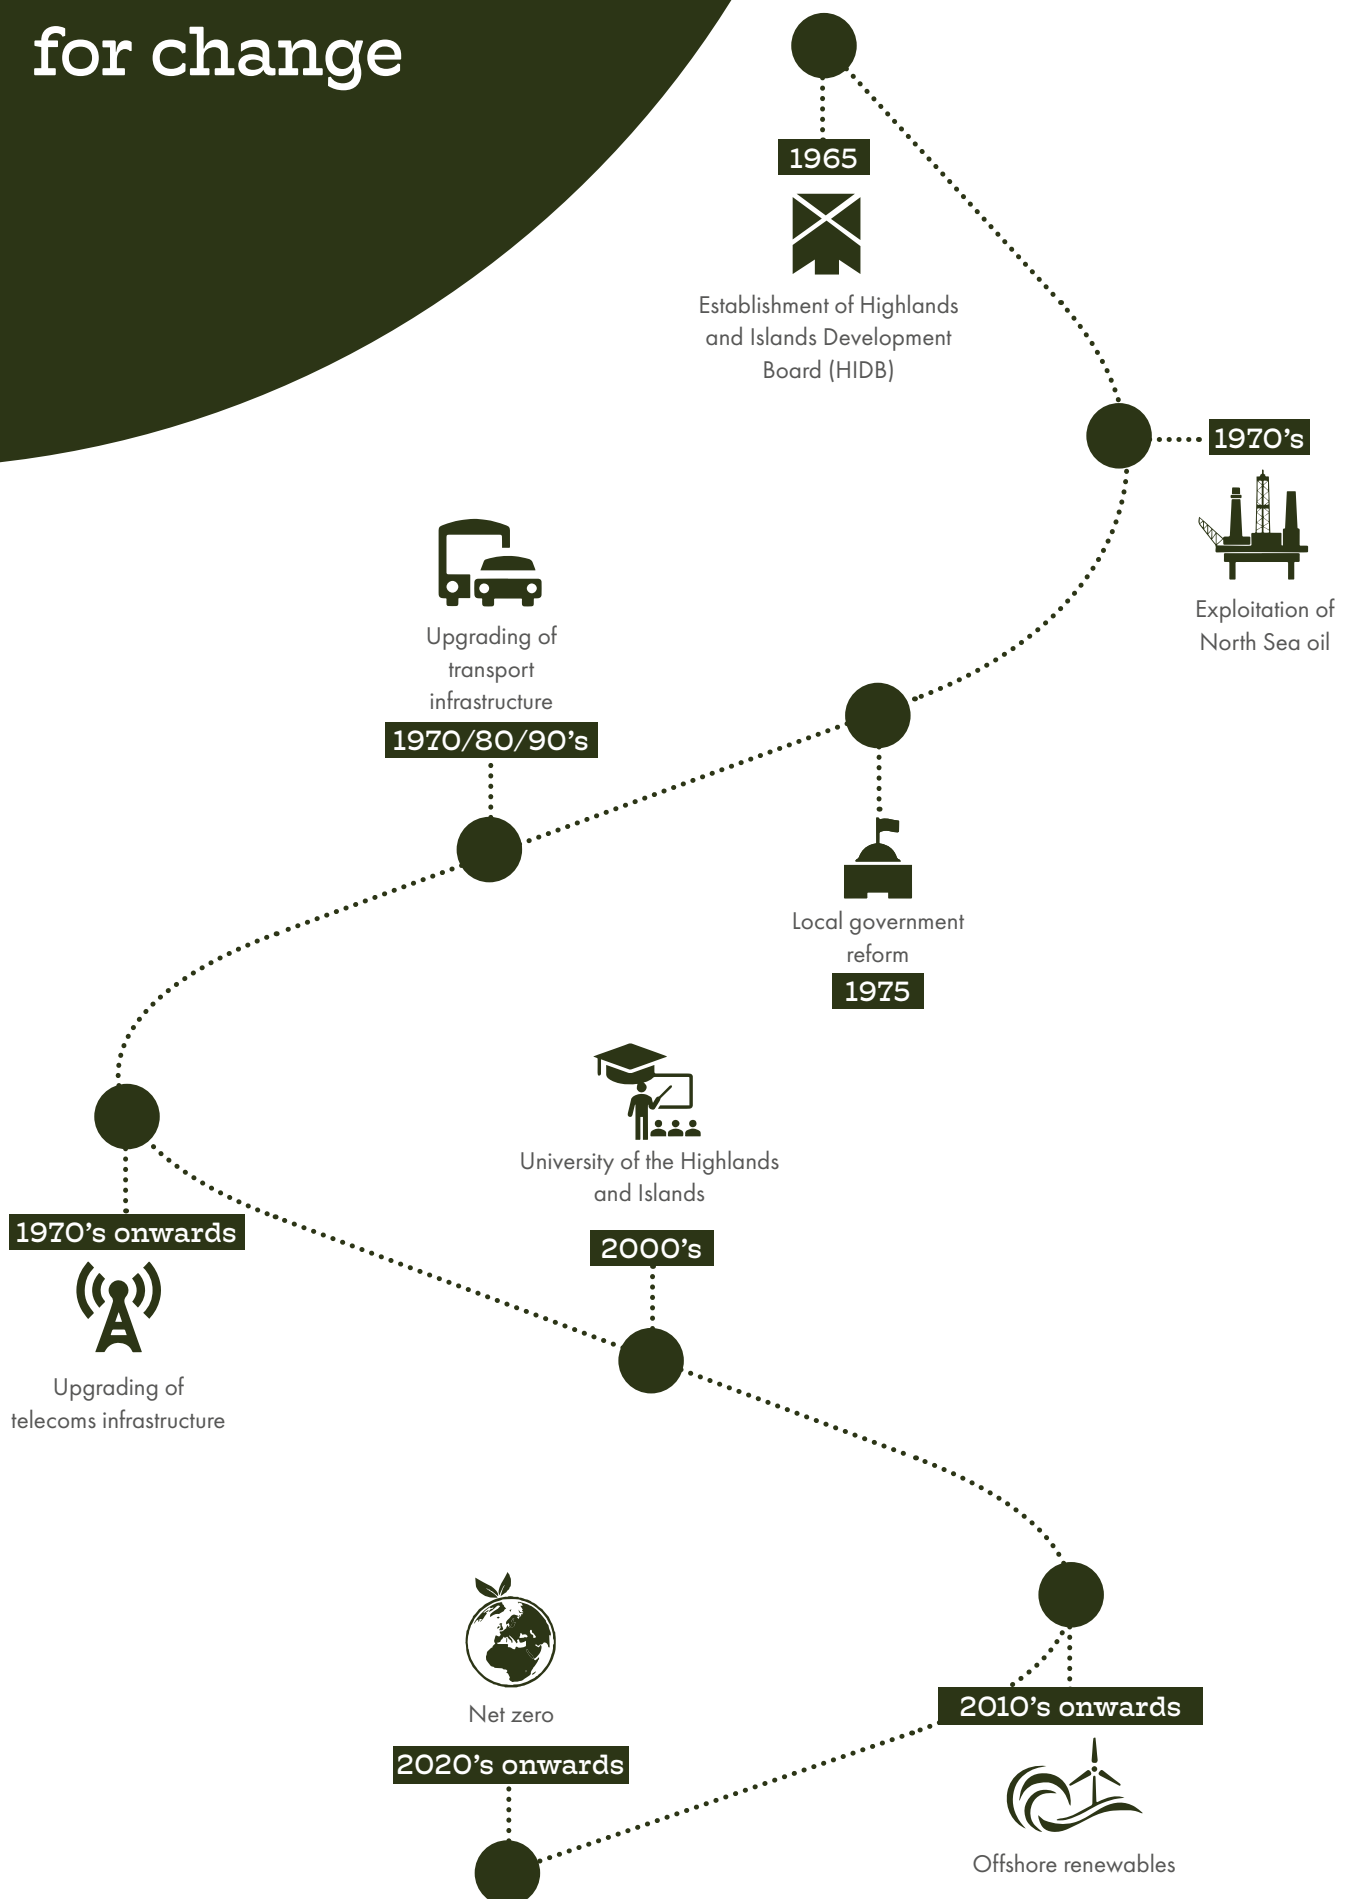 for change
1965
Establishment of Highlands
and Islands Development
Board (HIDB)
1970's
Exploitation of
North Sea oil
Local government
reform
1975
Upgrading of
transport
infrastructure
1970/80/90's
1970's onwards
Upgrading of
telecoms infrastructure
University of the Highlands
and Islands
2000's
2010's onwards
Offshore renewables
Net zero
2020's onwards